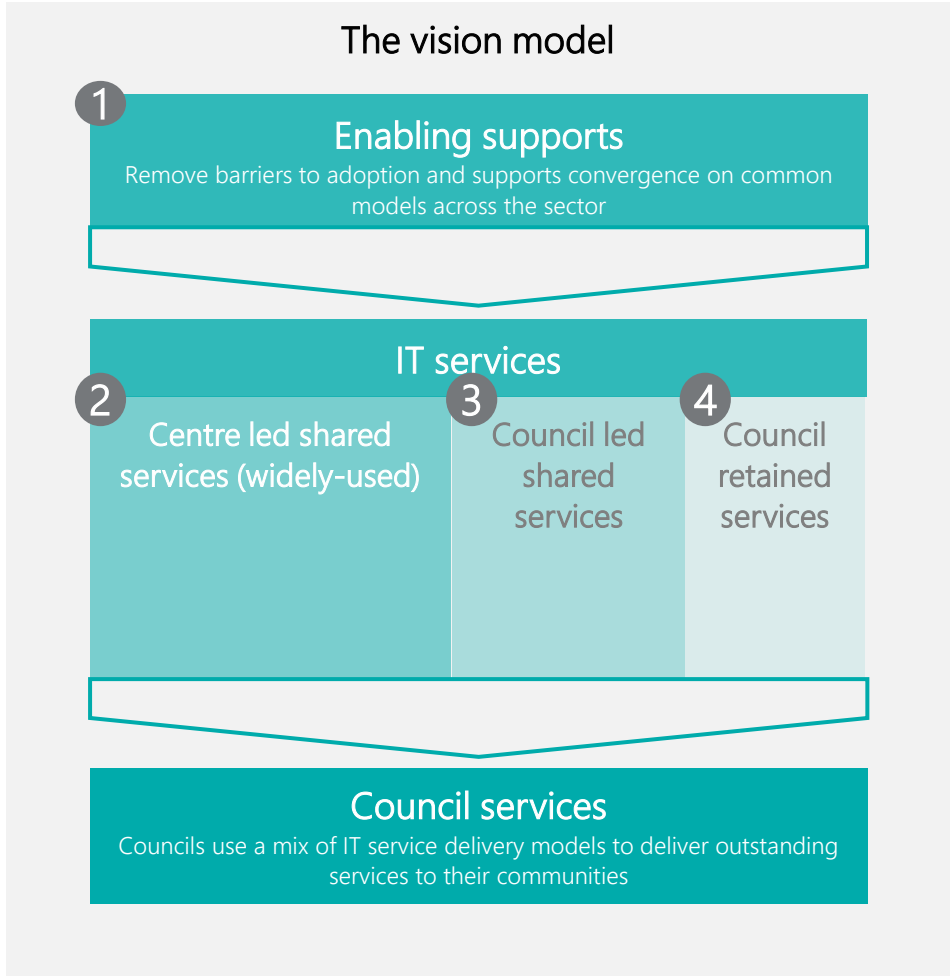 The vision model
1
Enabling supports
Remove barriers to adoption and supports convergence on common
models across the sector
IT services
2
Centre led shared
services (widely-used)
3
Council led
shared
services
4
Council
retained
services
Council services
Councils use a mix of IT service delivery models to deliver outstanding
services to their communities